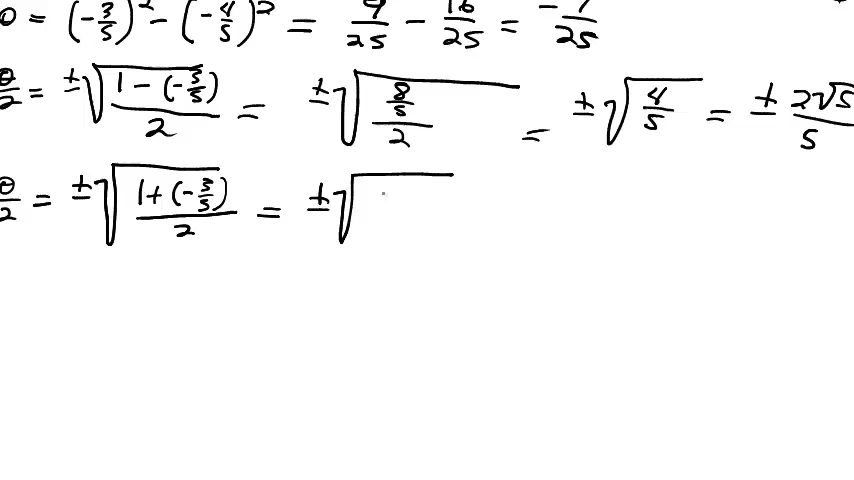 θ = (-3/5)² - (-4/5)² = 9/25 - 16/25 = -7/25
θ/2 = ±√((1 - (-3/5))/2) = ±√((8/5)/2) = ±√(4/5) = ±2√5/5
θ/2 = ±√((1 + (-3/5))/2) = ±√